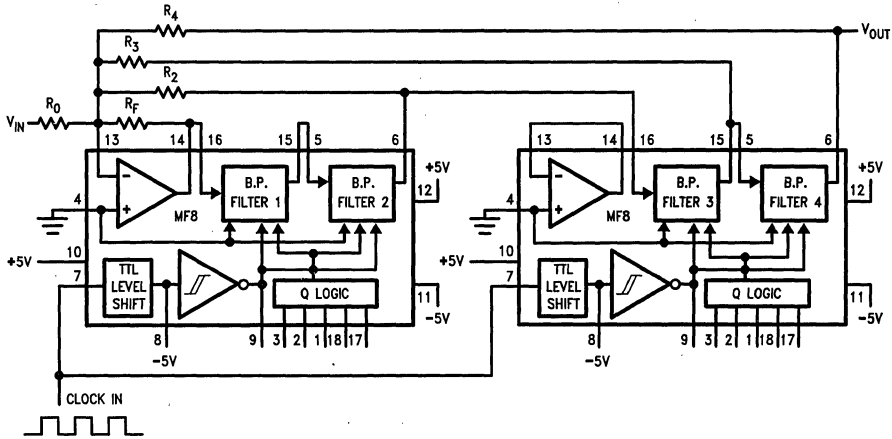 R4
VOUT
R3
R2
RO
RF
VIN
13 14 16 15 5 6
13 14 16 15 5 6
+5V
+5V
B.P. FILTER 1
B.P. FILTER 2
B.P. FILTER 3
B.P. FILTER 4
12
12
4
MF8
4
MF8
+5V 10
+5V 10
7
7
TTL LEVEL SHIFT
TTL LEVEL SHIFT
Q LOGIC
Q LOGIC
11
-5V
11
-5V
8
-5V
9 3 2 1 18 17
8
-5V
9 3 2 1 18 17
CLOCK IN